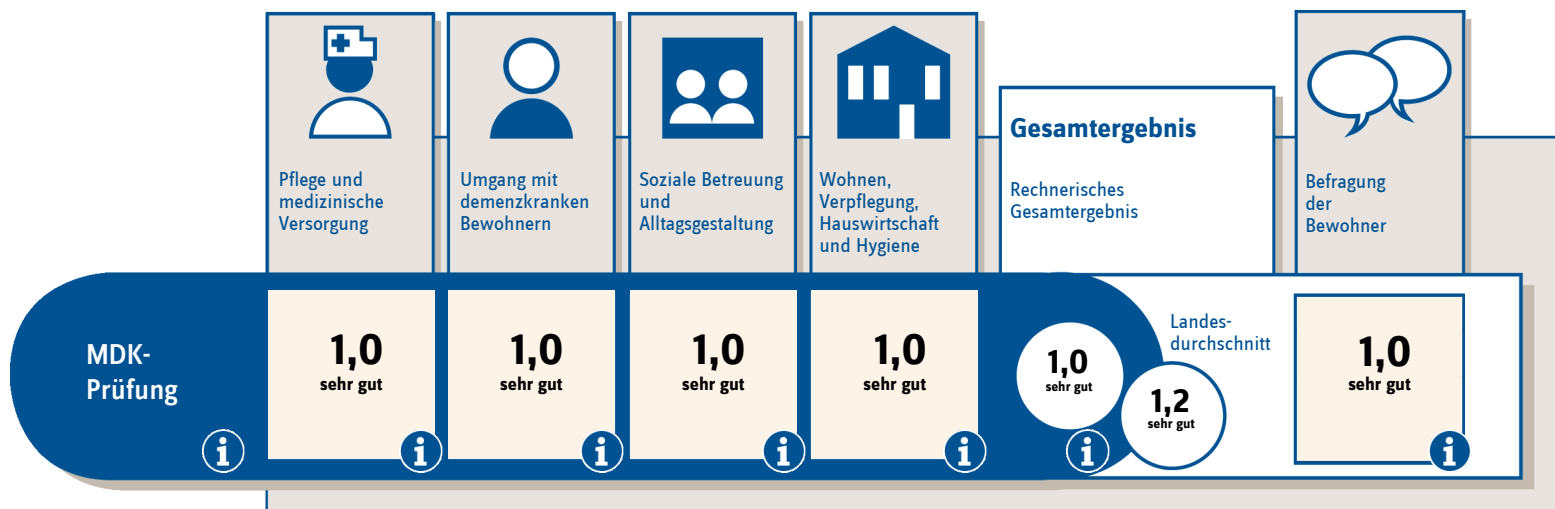 Pflege und
medizinische
Versorgung
Umgang mit
demenzkranken
Bewohnern
Soziale Betreuung
und
Alltagsgestaltung
Wohnen,
Verpflegung,
Hauswirtschaft
und Hygiene
Gesamtergebnis
Rechnerisches
Gesamtergebnis
Befragung
der
Bewohner
MDK-
Prüfung
i
1,0
sehr gut
i
1,0
sehr gut
i
1,0
sehr gut
i
1,0
sehr gut
i
1,0
sehr gut
i
Landes-
durchschnitt
1,2
sehr gut
1,0
sehr gut
i